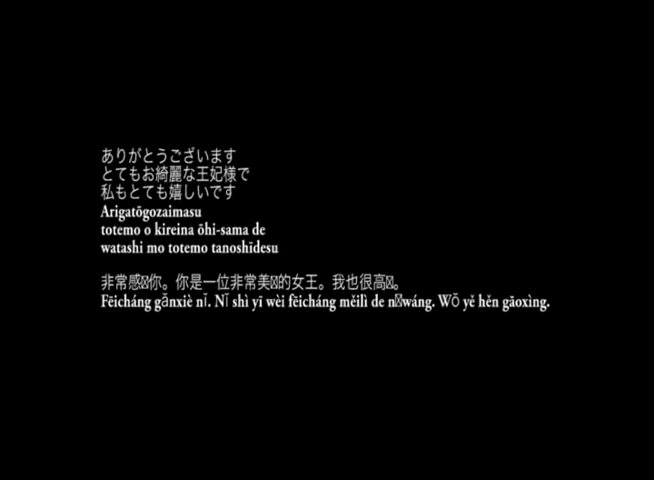 ありがとうございます
とてもお綺麗な王妃様で
私もとても嬉しいです
Arigatōgozaimasu
totemo o kireina ōhi-sama de
watashi mo totemo tanoshīdesu
非常感☒你。你是一位非常美☒的女王。我也很高☒。
Fēicháng gǎnxiè nǐ. Nǐ shì yī wèi fēicháng měilì de n☒wáng. Wǒ yě hěn gāoxìng.